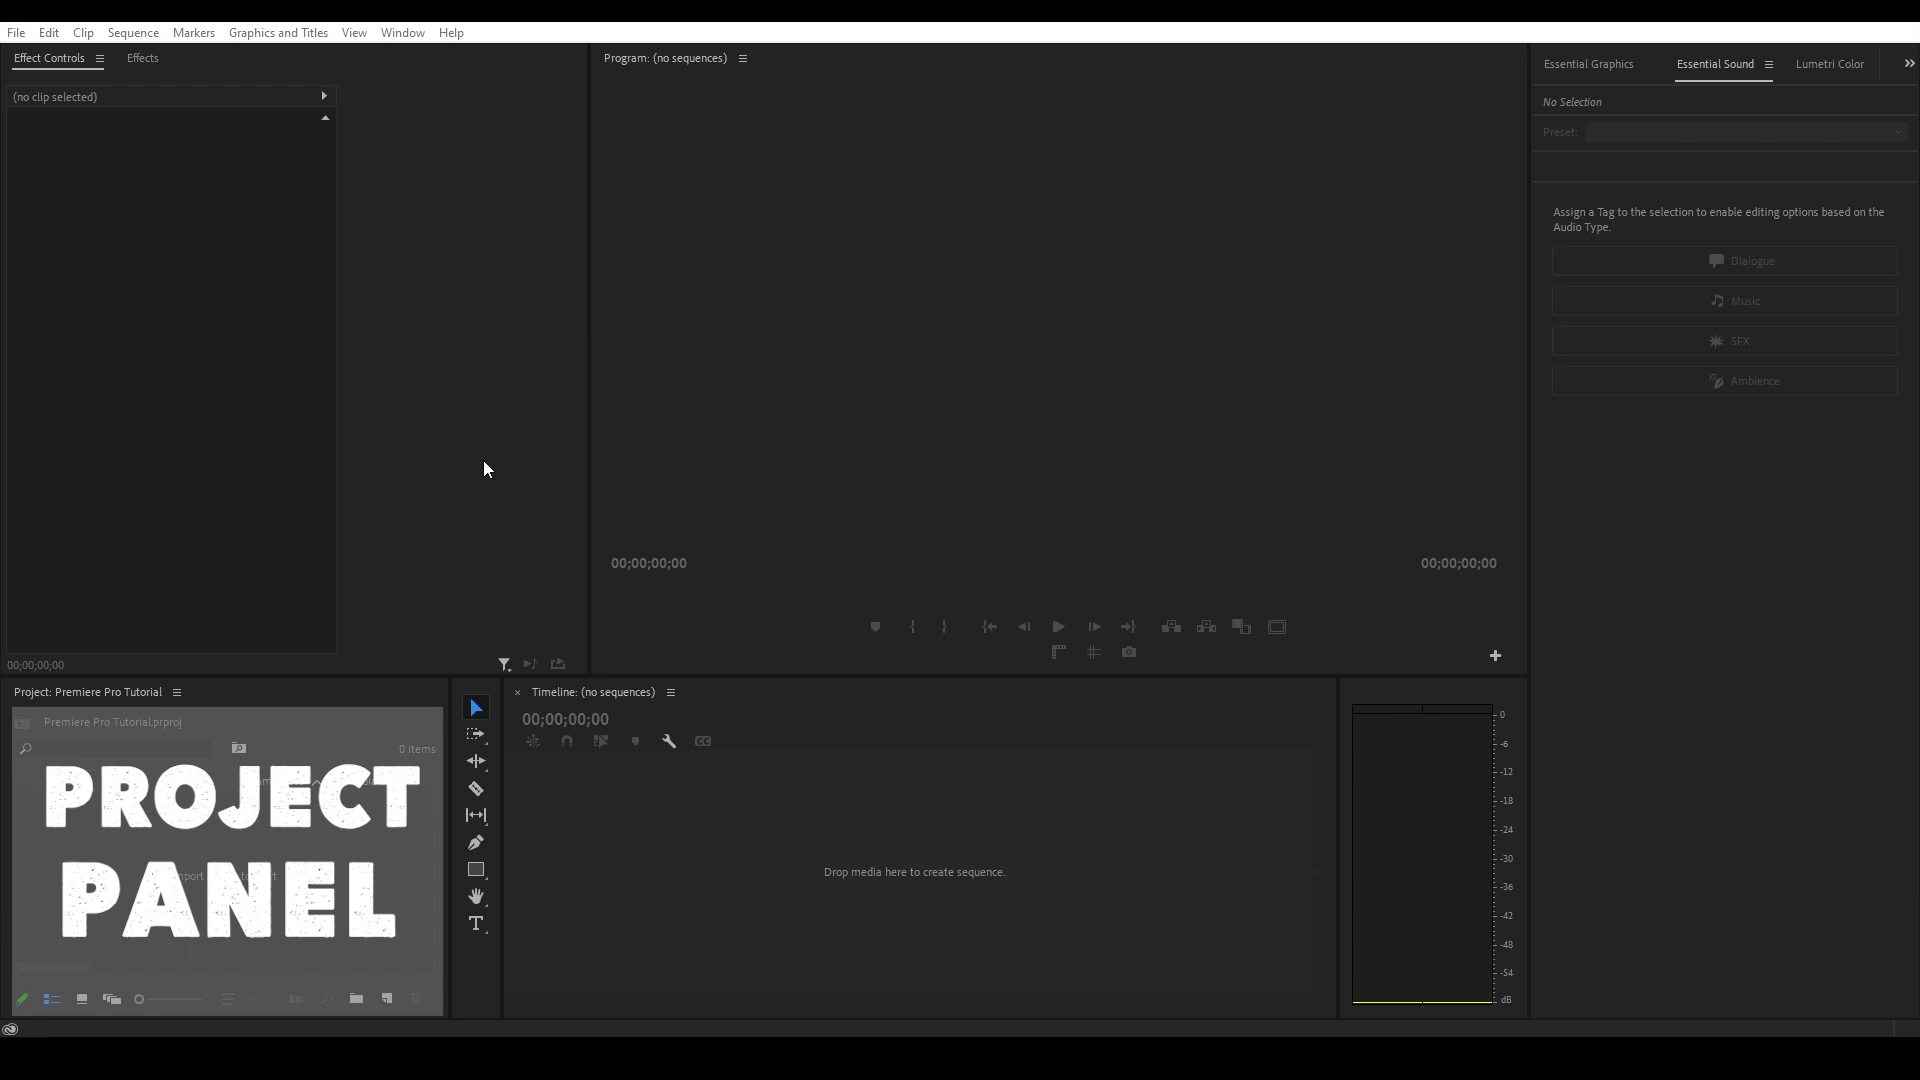 File Edit Clip Sequence Markers Graphics and Titles View Window Help
Effect Controls Effects
(no clip selected)
00;00;00;00
Program: (no sequences)
00;00;00;00 00;00;00;00
Essential Graphics Essential Sound Lumetri Color
No Selection
Preset:
Assign a Tag to the selection to enable editing options based on the
Audio Type.
Dialogue
Music
SFX
Ambience
Project: Premiere Pro Tutorial
Premiere Pro Tutorial.prproj
0 items
PROJECT
PANEL
Timeline: (no sequences)
00;00;00;00
CC
Drop media here to create sequence.
0
-6
-12
-18
-24
-30
-36
-42
-48
-54
dB